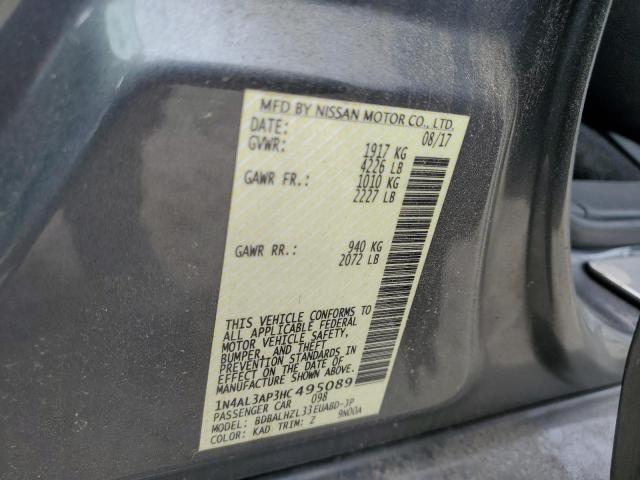 MFD BY NISSAN MOTOR CO., LTD.
DATE: 08/17
GVWR: 1917 KG
4226 LB
GAWR FR.: 1010 KG
2227 LB
GAWR RR.: 940 KG
2072 LB
THIS VEHICLE CONFORMS TO
ALL APPLICABLE FEDERAL
MOTOR VEHICLE SAFETY,
BUMPER, AND THEFT
PREVENTION STANDARDS IN
EFFECT ON THE DATE OF
MANUFACTURE SHOWN ABOVE.
1N4AL3AP3HC495089
PASSENGER CAR 098
MODEL: BDBALHZL33EUABD-JP
COLOR: KAD TRIM: Z 9N00A